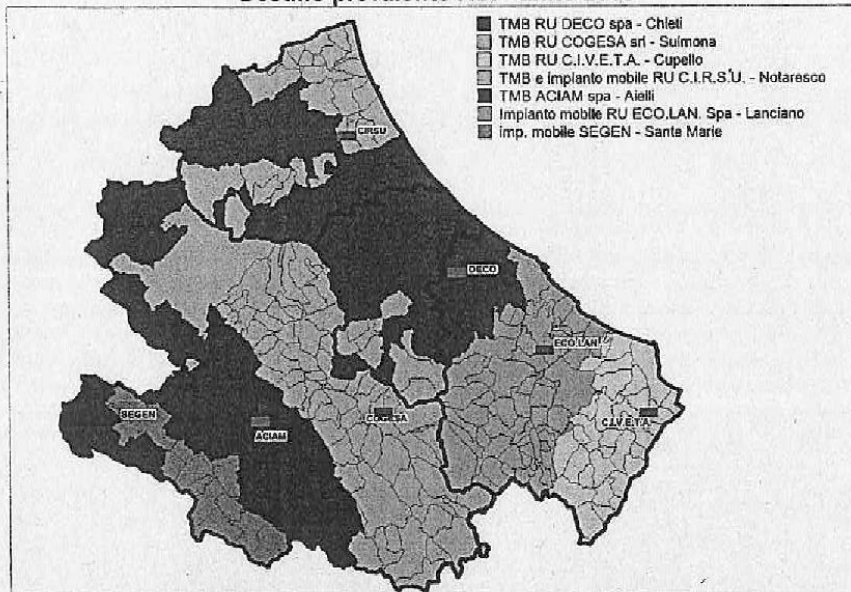 Destino prevalente
TMB RU DECO spa - Chieti
TMB RU COGESA srl - Sulmona
TMB RU C.I.V.E.T.A. - Cupello
TMB e impianto mobile RU C.I.R.S.U. - Notaresco
TMB ACIAM spa - Aielli
Impianto mobile RU ECO.LAN. Spa - Lanciano
imp. mobile SEGEN - Sante Marie
CIRSU
DECO
ECO.LAN
SEGEN
ACIAM
COGESA
C.I.V.E.T.A.